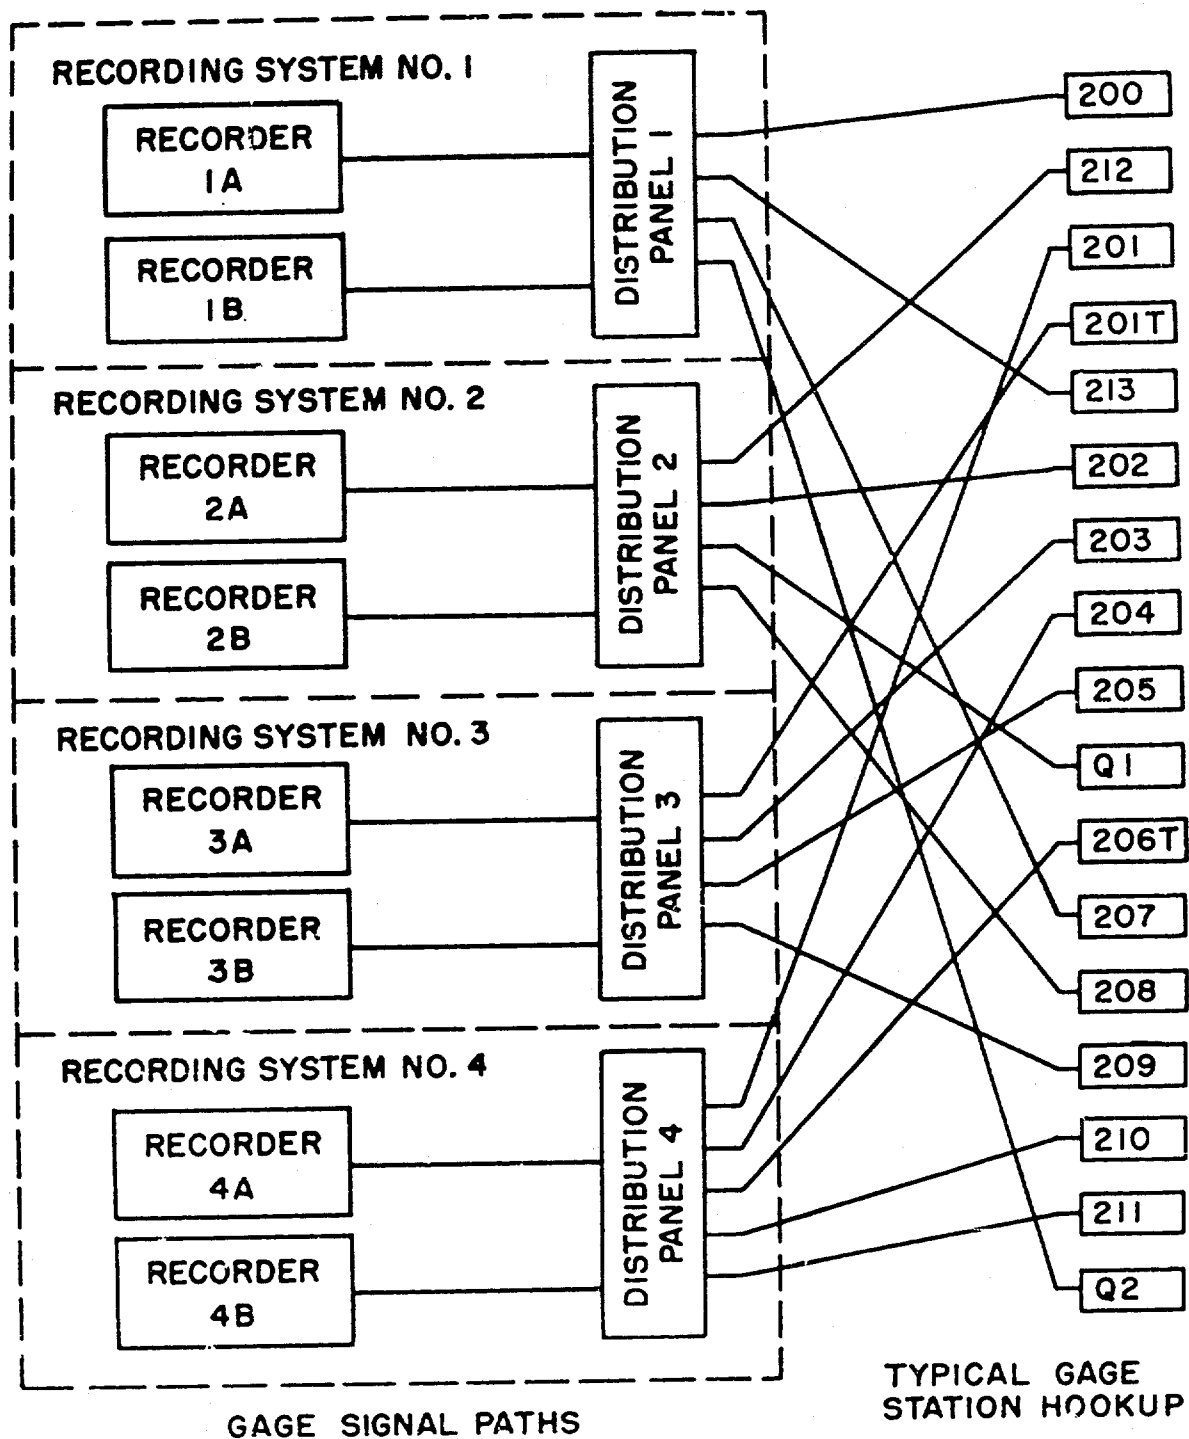 RECORDING SYSTEM NO. 1
RECORDER
1A
RECORDER
1B
DISTRIBUTION
PANEL 1
RECORDING SYSTEM NO. 2
RECORDER
2A
RECORDER
2B
DISTRIBUTION
PANEL 2
RECORDING SYSTEM NO. 3
RECORDER
3A
RECORDER
3B
DISTRIBUTION
PANEL 3
RECORDING SYSTEM NO. 4
RECORDER
4A
RECORDER
4B
DISTRIBUTION
PANEL 4
200
212
201
201T
213
202
203
204
205
Q1
206T
207
208
209
210
211
Q2
GAGE SIGNAL PATHS
TYPICAL GAGE
STATION HOOKUP